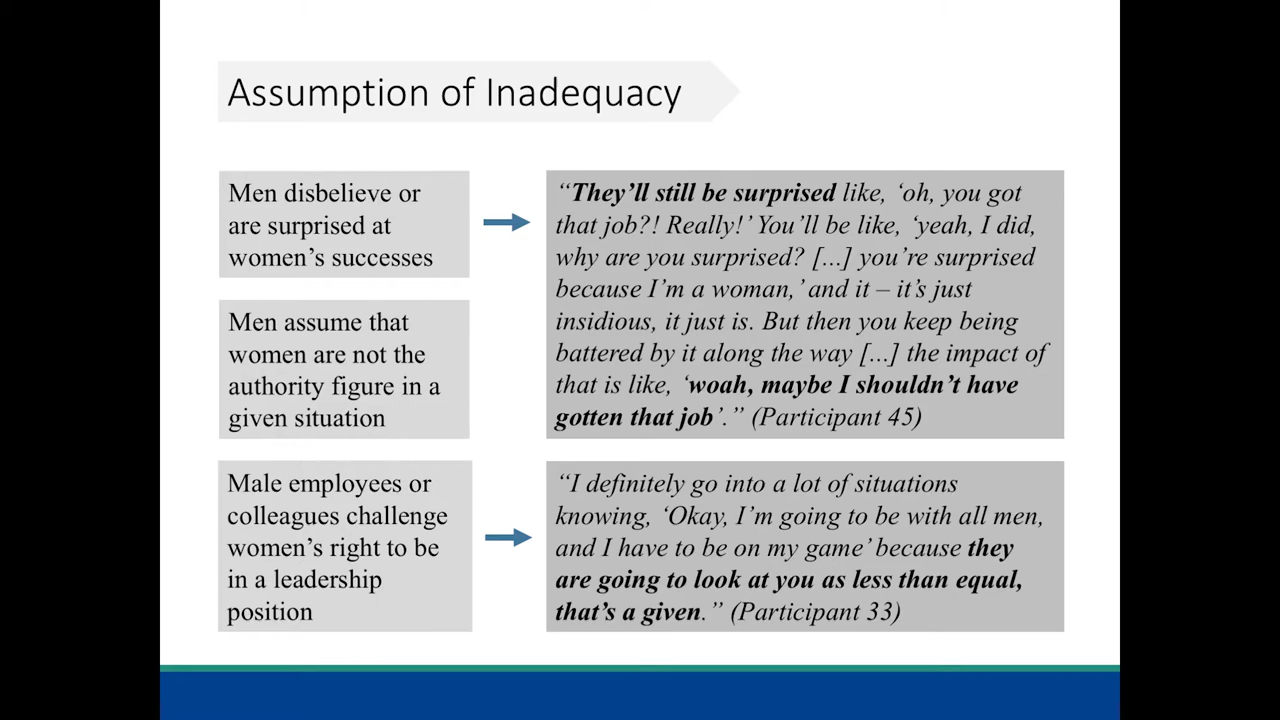 Assumption of Inadequacy
Men disbelieve or
are surprised at
women’s successes
Men assume that
women are not the
authority figure in a
given situation
Male employees or
colleagues challenge
women’s right to be
in a leadership
position
“They’ll still be surprised like, ‘oh, you got
that job?! Really!’ You’ll be like, ‘yeah, I did,
why are you surprised? [...] you’re surprised
because I’m a woman,’ and it – it’s just
insidious, it just is. But then you keep being
battered by it along the way [...] the impact of
that is like, ‘woah, maybe I shouldn’t have
gotten that job’.” (Participant 45)
“I definitely go into a lot of situations
knowing, ‘Okay, I’m going to be with all men,
and I have to be on my game’ because they
are going to look at you as less than equal,
that’s a given.” (Participant 33)